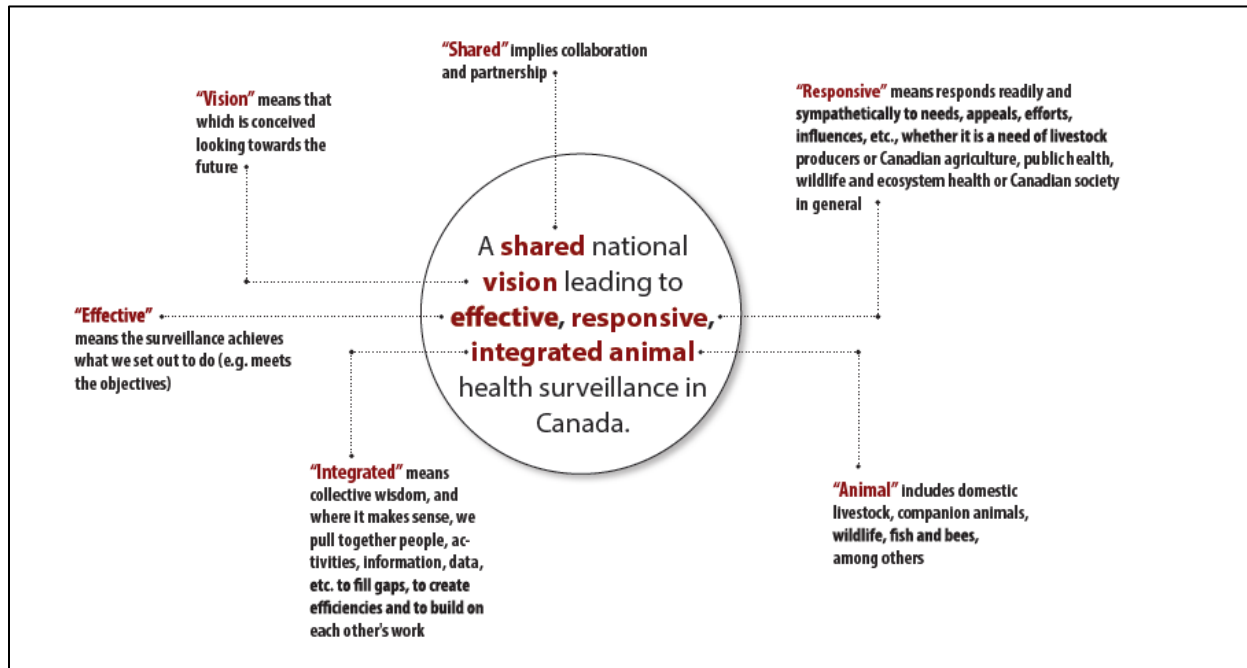 “Shared” implies collaboration
and partnership
“Vision” means that
which is conceived
looking towards the
future
“Responsive” means responds readily and
sympathetically to needs, appeals, efforts,
influences, etc., whether it is a need of livestock
producers or Canadian agriculture, public health,
wildlife and ecosystem health or Canadian society
in general
A shared national
vision leading to
effective, responsive,
integrated animal
health surveillance in
Canada.
“Effective”
means the surveillance achieves
what we set out to do (e.g. meets
the objectives)
“Integrated” means
collective wisdom, and
where it makes sense, we
pull together people, ac-
tivities, information, data,
etc. to fill gaps, to create
efficiencies and to build on
each other's work
“Animal” includes domestic
livestock, companion animals,
wildlife, fish and bees,
among others